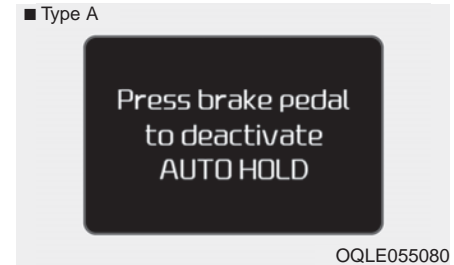 ■ Type A
Press brake pedal
to deactivate
AUTO HOLD
OQLE055080